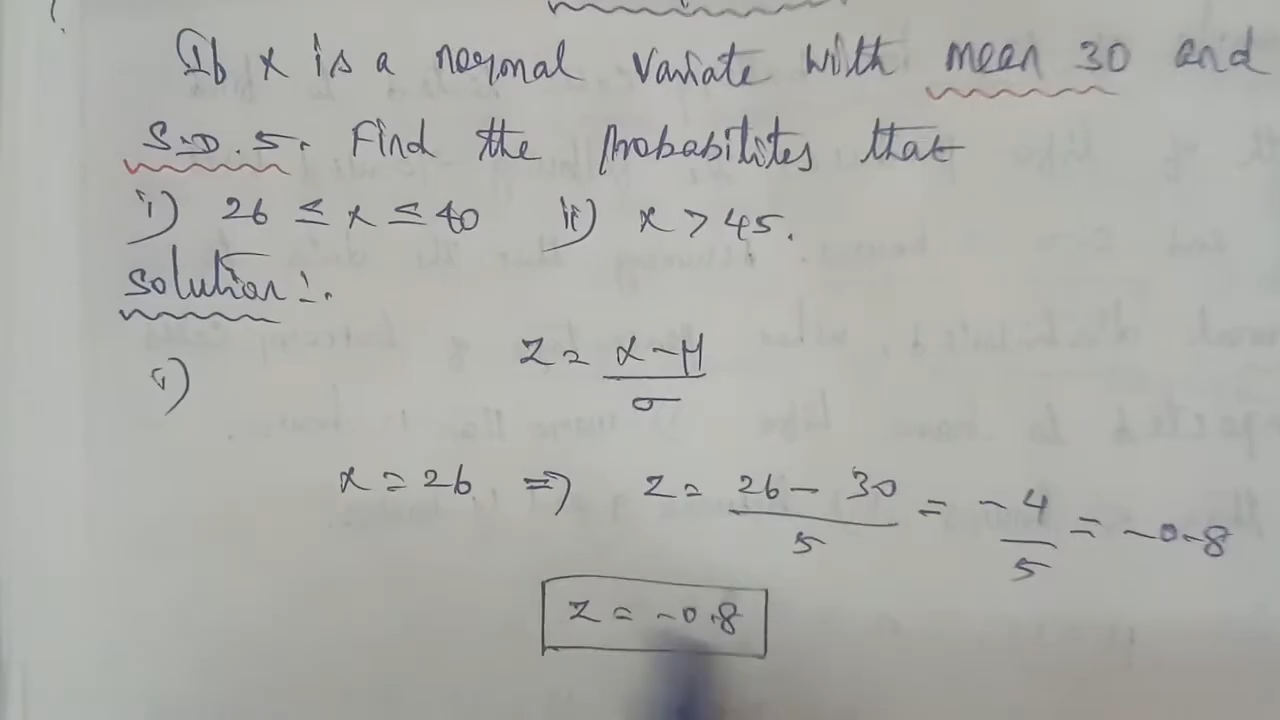 If x is a normal variate with mean 30 and
S.D. 5. Find the Probabilites that
i) 26 ≤ x ≤ 40 ii) x > 45.
Solution:.
i) z = x - μ / σ
x = 26 ⇒ z = 26 - 30 / 5 = -4 / 5 = -0.8
z = -0.8